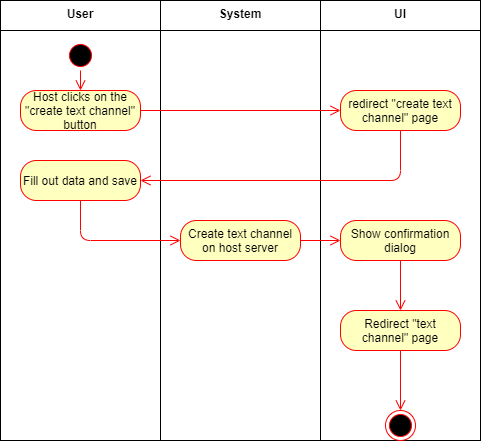 User
System
UI
Host clicks on the
"create text channel"
button
redirect "create text
channel" page
Fill out data and save
Create text channel
on host server
Show confirmation
dialog
Redirect "text
channel" page